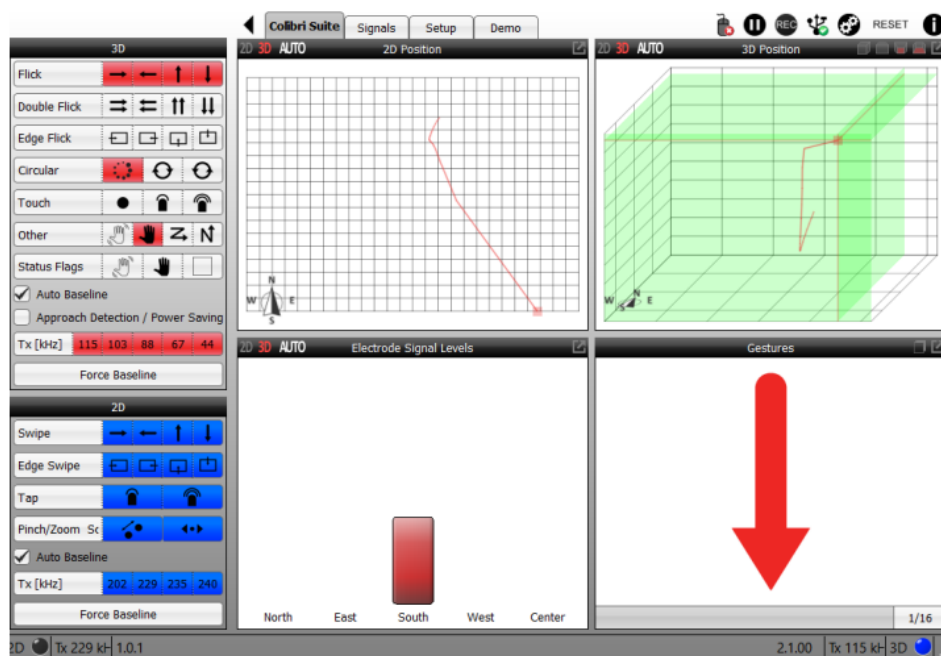 Colibri Suite Signals Setup Demo REC RESET
3D
Flick
Double Flick
Edge Flick
Circular
Touch
Other
Status Flags
Auto Baseline
Approach Detection / Power Saving
Tx [kHz] 115 103 88 67 44
Force Baseline
2D
Swipe
Edge Swipe
Tap
Pinch/Zoom Sc
Auto Baseline
Tx [kHz] 202 229 235 240
Force Baseline
2D 3D AUTO 2D Position
N
W E
S
2D 3D AUTO 3D Position
N
W E
S
2D 3D AUTO Electrode Signal Levels
North East South West Center
Gestures
1/16
2D Tx 229 kH 1.0.1 2.1.00 Tx 115 kH 3D